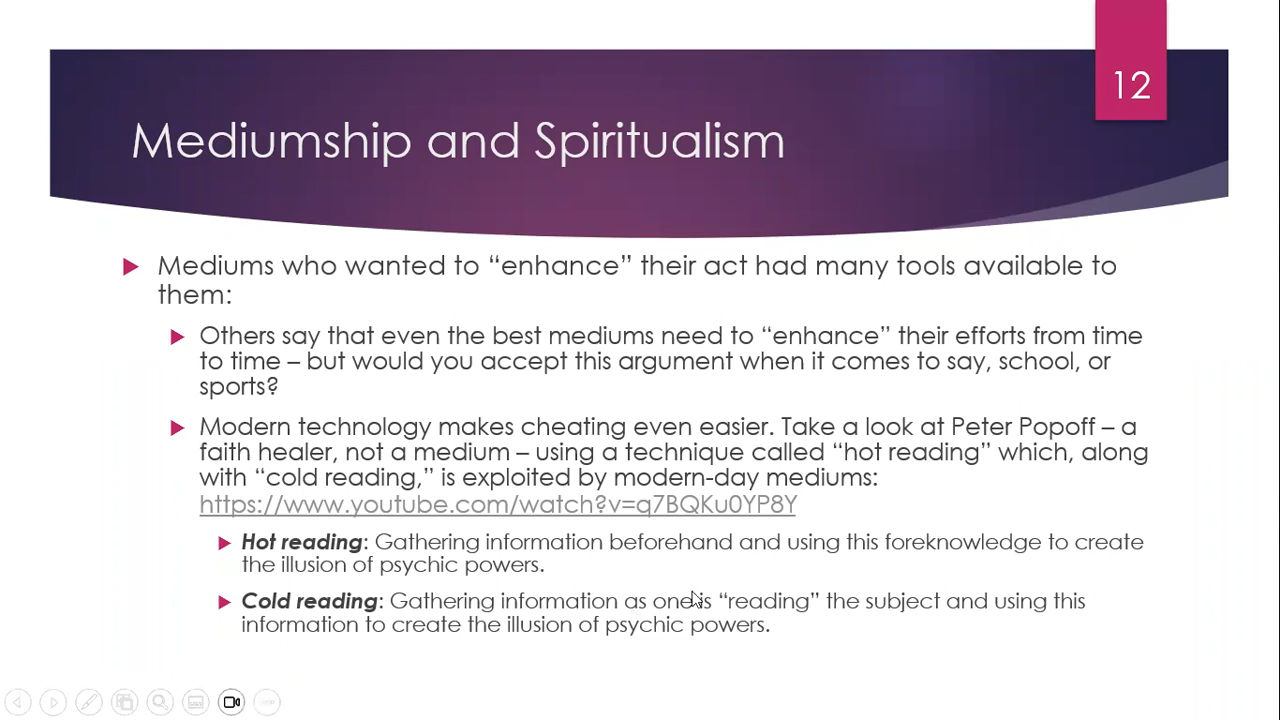 12
Mediumship and Spiritualism
Mediums who wanted to “enhance” their act had many tools available to
them:
Others say that even the best mediums need to “enhance” their efforts from time
to time – but would you accept this argument when it comes to say, school, or
sports?
Modern technology makes cheating even easier. Take a look at Peter Popoff – a
faith healer, not a medium – using a technique called “hot reading” which, along
with “cold reading,” is exploited by modern-day mediums:
https://www.youtube.com/watch?v=q7BQKu0YP8Y
Hot reading: Gathering information beforehand and using this foreknowledge to create
the illusion of psychic powers.
Cold reading: Gathering information as one is “reading” the subject and using this
information to create the illusion of psychic powers.